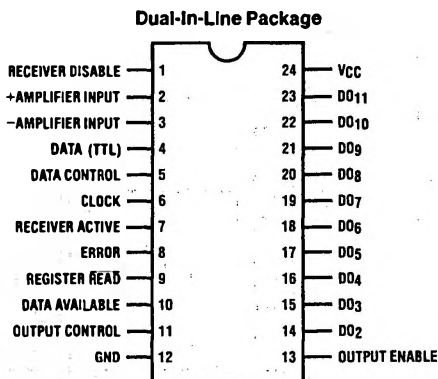 Dual-In-Line Package
RECEIVER DISABLE 1 24 VCC
+AMPLIFIER INPUT 2 23 DO11
−AMPLIFIER INPUT 3 22 DO10
DATA (TTL) 4 21 DO9
DATA CONTROL 5 20 DO8
CLOCK 6 19 DO7
RECEIVER ACTIVE 7 18 DO6
ERROR 8 17 DO5
REGISTER READ 9 16 DO4
DATA AVAILABLE 10 15 DO3
OUTPUT CONTROL 11 14 DO2
GND 12 13 OUTPUT ENABLE